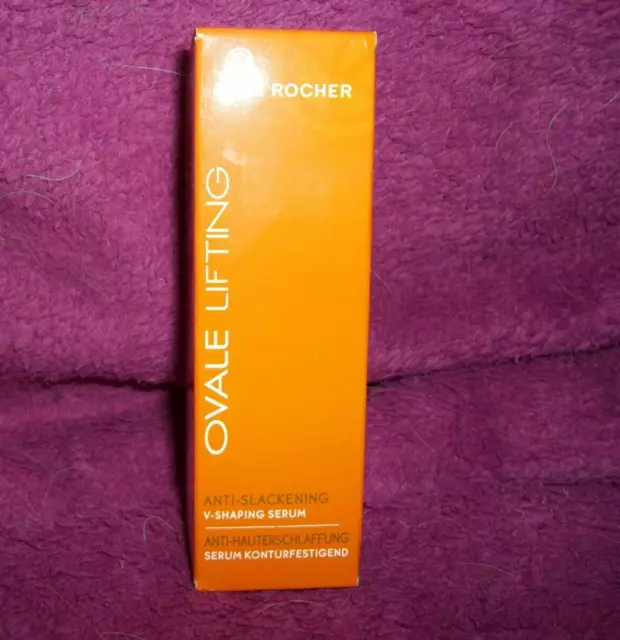 ROCHER
OVALE LIFTING
ANTI-SLACKENING
V-SHAPING SERUM
ANTI-HAUTERSCHLAFFUNG
SERUM KONTURFESTIGEND